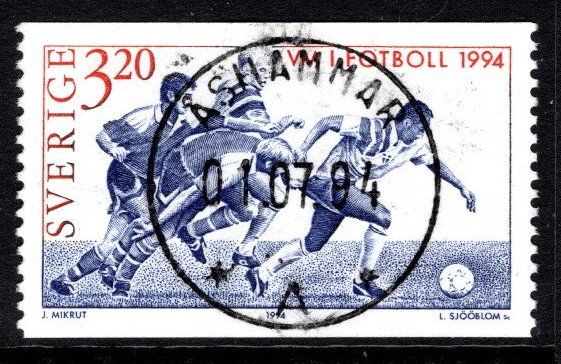 SVERIGE 3.20
VM I FOTBOLL 1994
ÅSHAMMAR
01.07.94
* A *
J. MIKRUT 1994 L. SJÖÖBLOM Sc.